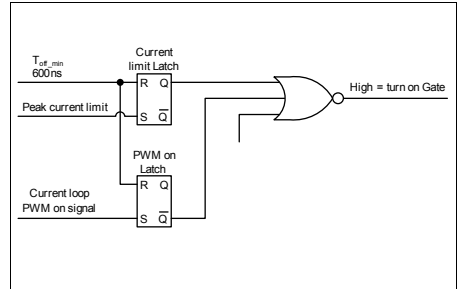 Current
limit Latch
Toff_min
600ns
R Q
Peak current limit
S Q
High = turn on Gate
PWM on
Latch
R Q
Current loop
PWM on signal
S Q